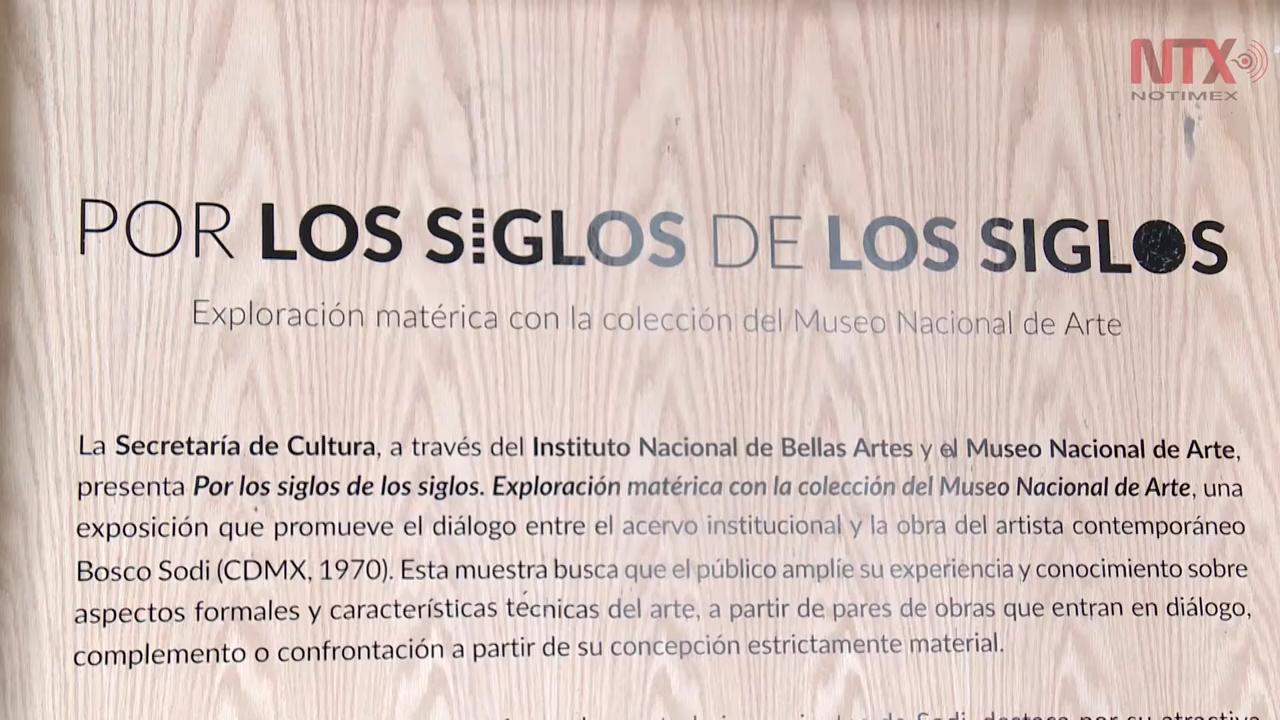 NTX
NOTIMEX
POR LOS SIGLOS DE LOS SIGLOS
Exploración matérica con la colección del Museo Nacional de Arte
La Secretaría de Cultura, a través del Instituto Nacional de Bellas Artes y el Museo Nacional de Arte,
presenta Por los siglos de los siglos. Exploración matérica con la colección del Museo Nacional de Arte, una
exposición que promueve el diálogo entre el acervo institucional y la obra del artista contemporáneo
Bosco Sodi (CDMX, 1970). Esta muestra busca que el público amplíe su experiencia y conocimiento sobre
aspectos formales y características técnicas del arte, a partir de pares de obras que entran en diálogo,
complemento o confrontación a partir de su concepción estrictamente material.